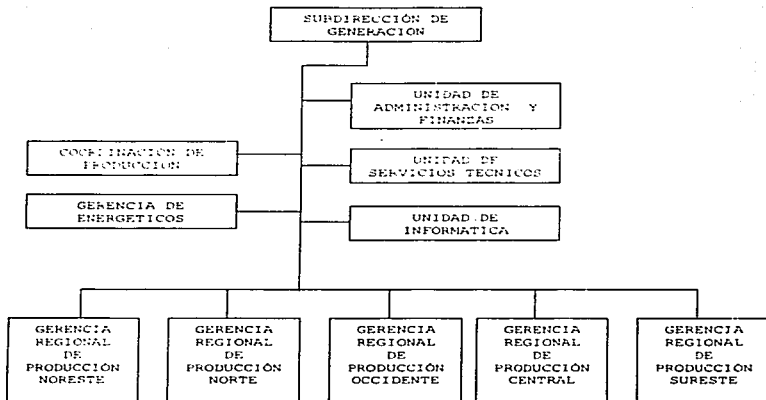 SUBDIRECCIÓN DE
GENERACION
UNIDAD DE
ADMINISTRACION Y
FINANZAS
COORDINACION DE
PRODUCCION
UNIDAD DE
SERVICIOS TECNICOS
GERENCIA DE
ENERGETICOS
UNIDAD DE
INFORMATICA
GERENCIA
REGIONAL
DE
PRODUCCIÓN
NORESTE
GERENCIA
REGIONAL
DE
PRODUCCIÓN
NORTE
GERENCIA
REGIONAL
DE
PRODUCCIÓN
OCCIDENTE
GERENCIA
REGIONAL
DE
PRODUCCIÓN
CENTRAL
GERENCIA
REGIONAL
DE
PRODUCCIÓN
SURESTE